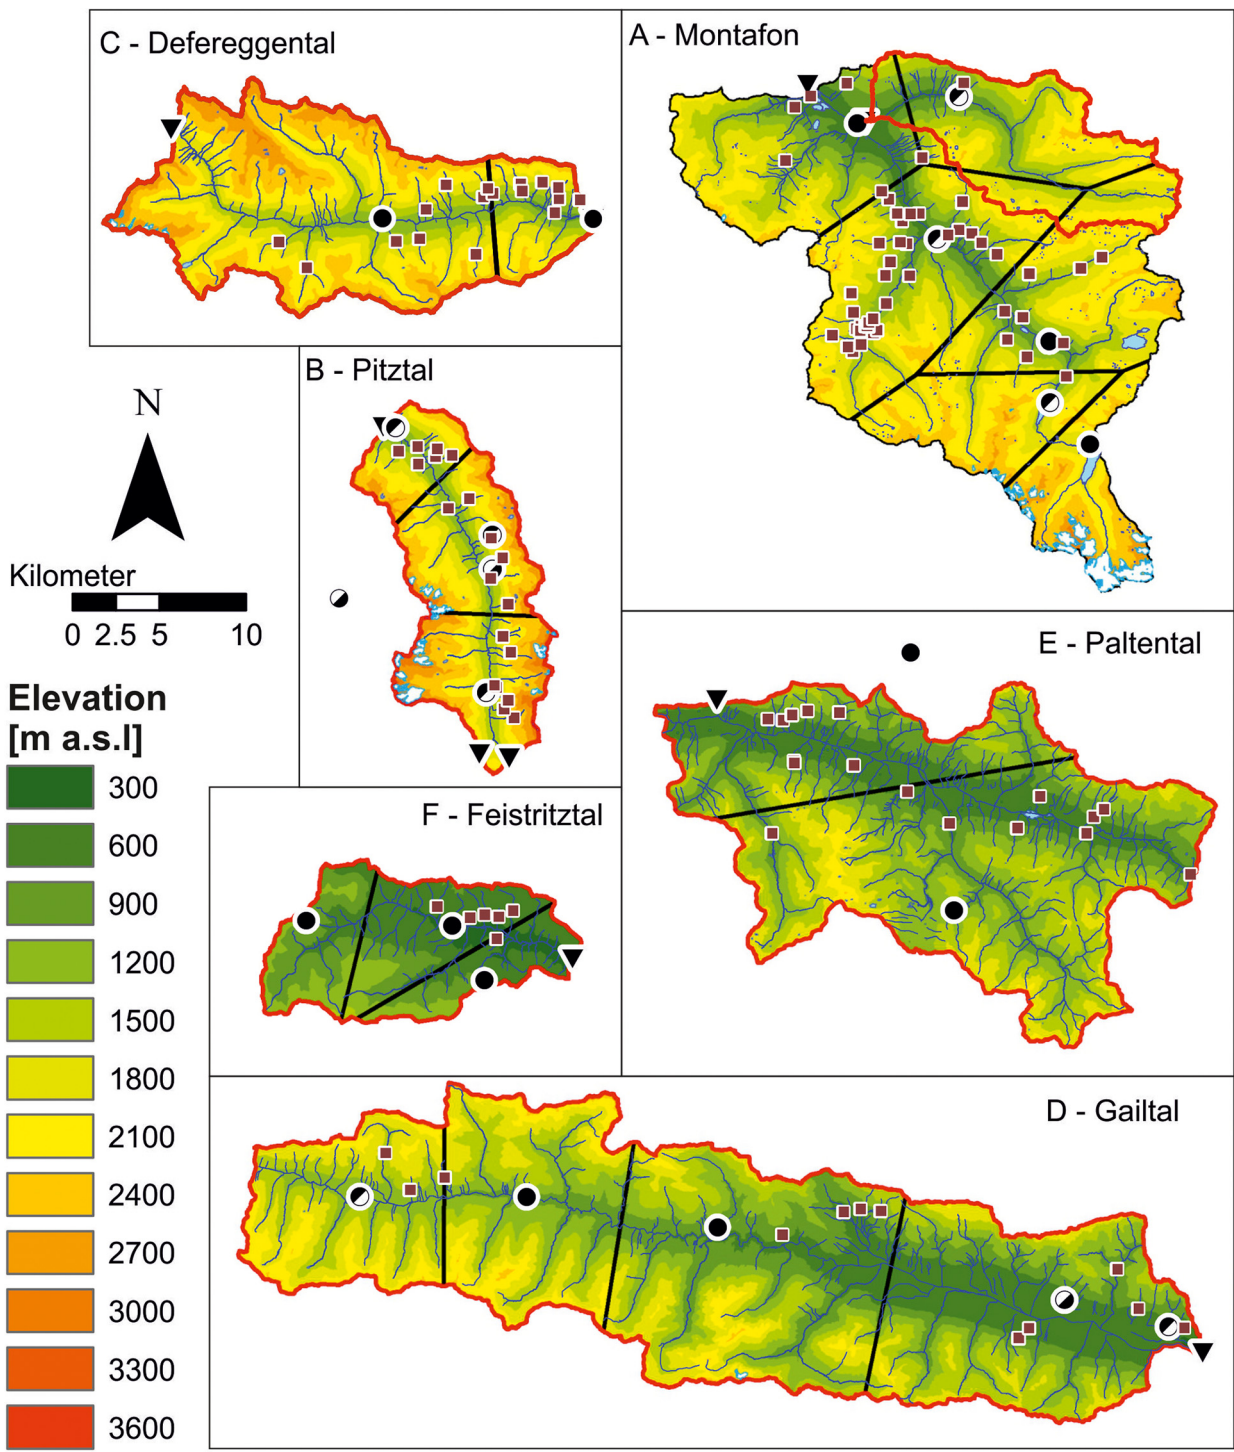 C - Defereggental
A - Montafon
B - Pitztal
N
Kilometer
0 2.5 5 10
E - Paltental
Elevation
[m a.s.l]
300
600
F - Feistritztal
900
1200
1500
1800
D - Gailtal
2100
2400
2700
3000
3300
3600